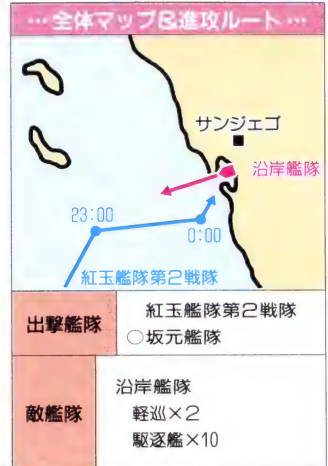 …全体マップ&進攻ルート…
サンジェゴ
沿岸艦隊
23:00
0:00
紅玉艦隊第2戦隊
出撃艦隊
紅玉艦隊第2戦隊
○坂元艦隊
敵艦隊
沿岸艦隊
軽巡×2
駆逐艦×10